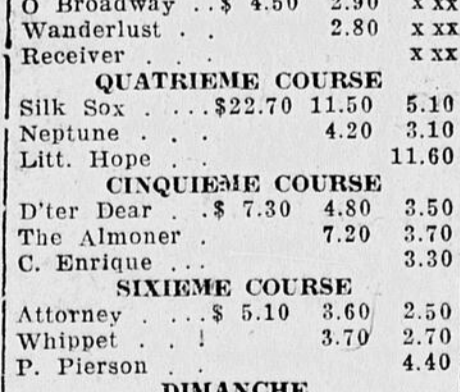 O Broadway . . $ 4.50 2.90 x xx
Wanderlust . . 2.80 x xx
Receiver . . . x xx
QUATRIEME COURSE
Silk Sox . . . . . $22.70 11.50 5.10
Neptune . . . 4.20 3.10
Litt. Hope . . 11.60
CINQUIEME COURSE
D'ter Dear . . $ 7.30 4.80 3.50
The Almoner . 7.20 3.70
C. Enrique . . . 3.30
SIXIEME COURSE
Attorney . . . . $ 5.10 3.60 2.50
Whippet . . ! 3.70 2.70
P. Pierson . . 4.40
DIMANCHE